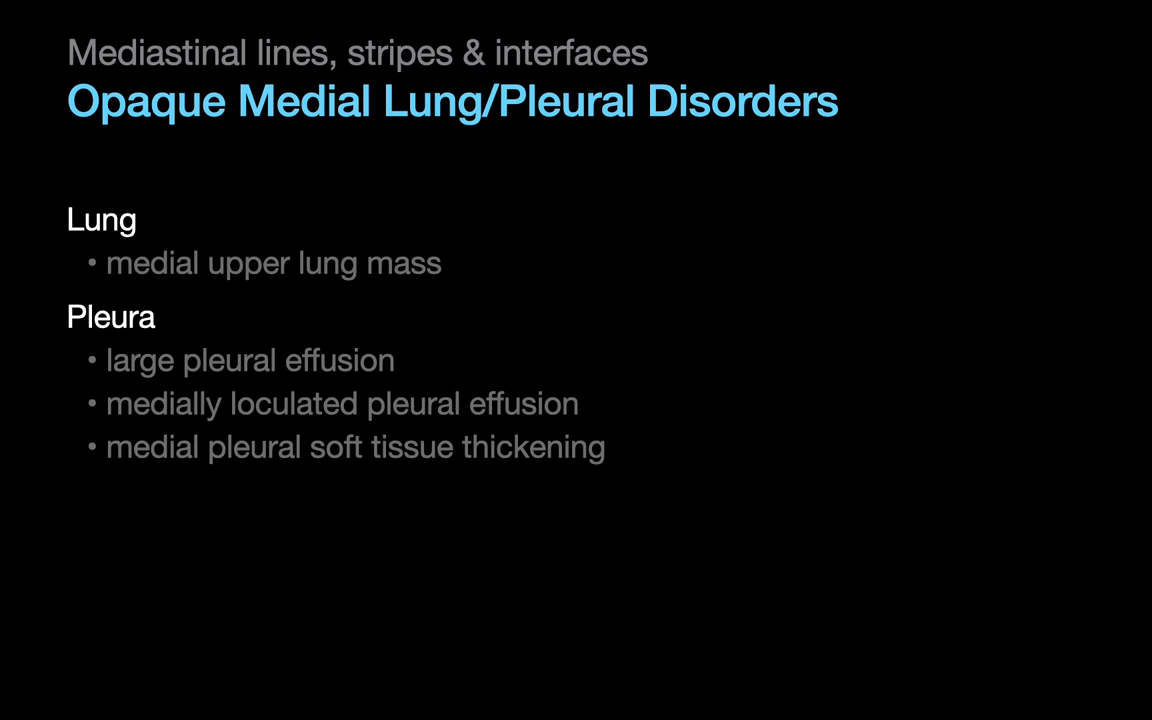 Mediastinal lines, stripes & interfaces
Opaque Medial Lung/Pleural Disorders
Lung
• medial upper lung mass
Pleura
• large pleural effusion
• medially loculated pleural effusion
• medial pleural soft tissue thickening